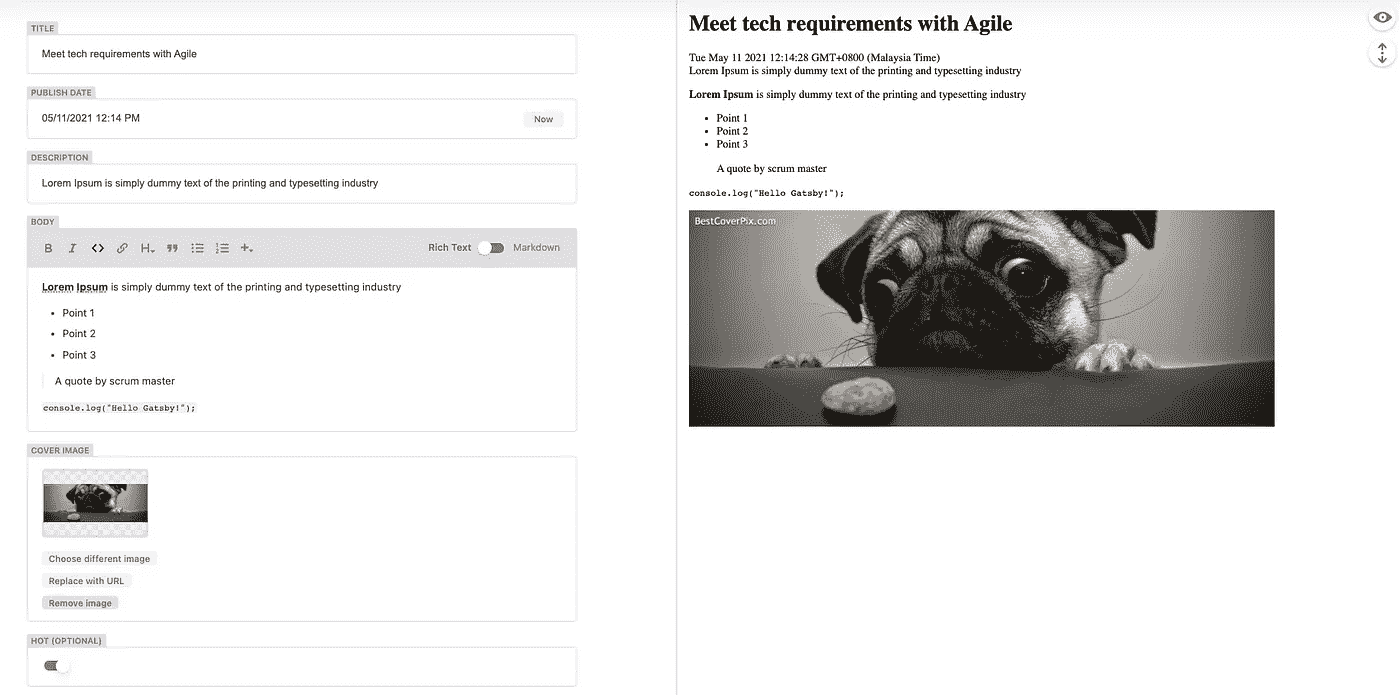 TITLE
Meet tech requirements with Agile
PUBLISH DATE
05/11/2021 12:14 PM
Now
DESCRIPTION
Lorem Ipsum is simply dummy text of the printing and typesetting industry
BODY
B I <> H Rich Text Markdown
Lorem Ipsum is simply dummy text of the printing and typesetting industry
• Point 1
• Point 2
• Point 3
A quote by scrum master
console.log("Hello Gatsby!");
COVER IMAGE
Choose different image
Replace with URL
Remove image
HOT (OPTIONAL)
Meet tech requirements with Agile
Tue May 11 2021 12:14:28 GMT+0800 (Malaysia Time)
Lorem Ipsum is simply dummy text of the printing and typesetting industry
Lorem Ipsum is simply dummy text of the printing and typesetting industry
• Point 1
• Point 2
• Point 3
A quote by scrum master
console.log("Hello Gatsby!");
BestCoverPix.com